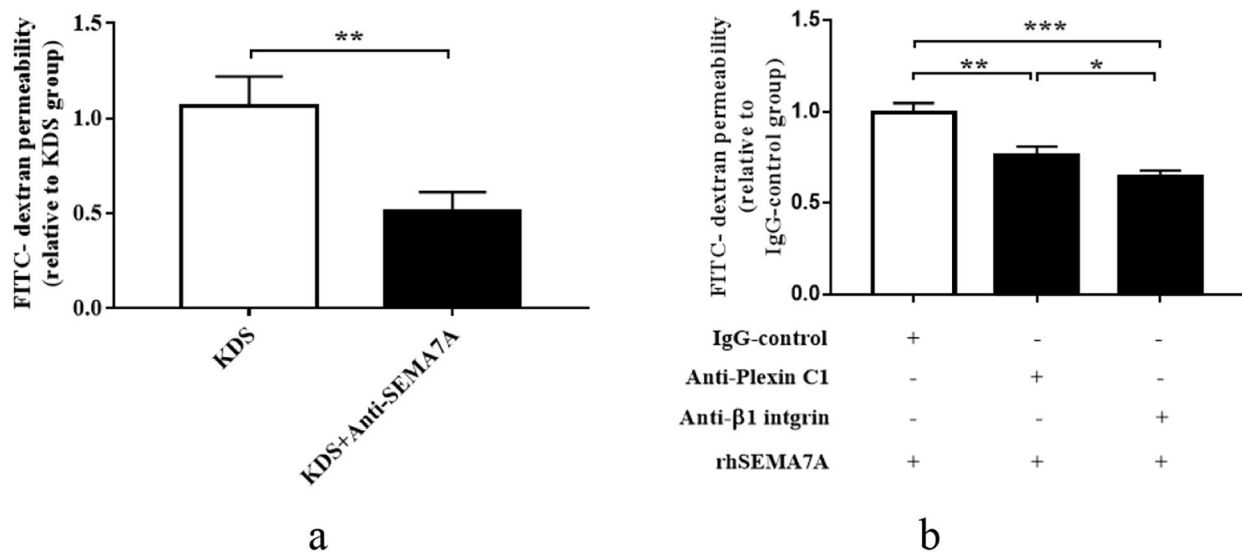 FITC- dextran permeability
(relative to KDS group)
1.5
1.0
0.5
0.0
**
KDS
KDS+Anti-SEMA7A
a
FITC- dextran permeability
(relative to
IgG-control group)
1.5
1.0
0.5
0.0
***
** *
IgG-control + - -
Anti-Plexin C1 - + -
Anti-β1 intgrin - - +
rhSEMA7A + + +
b